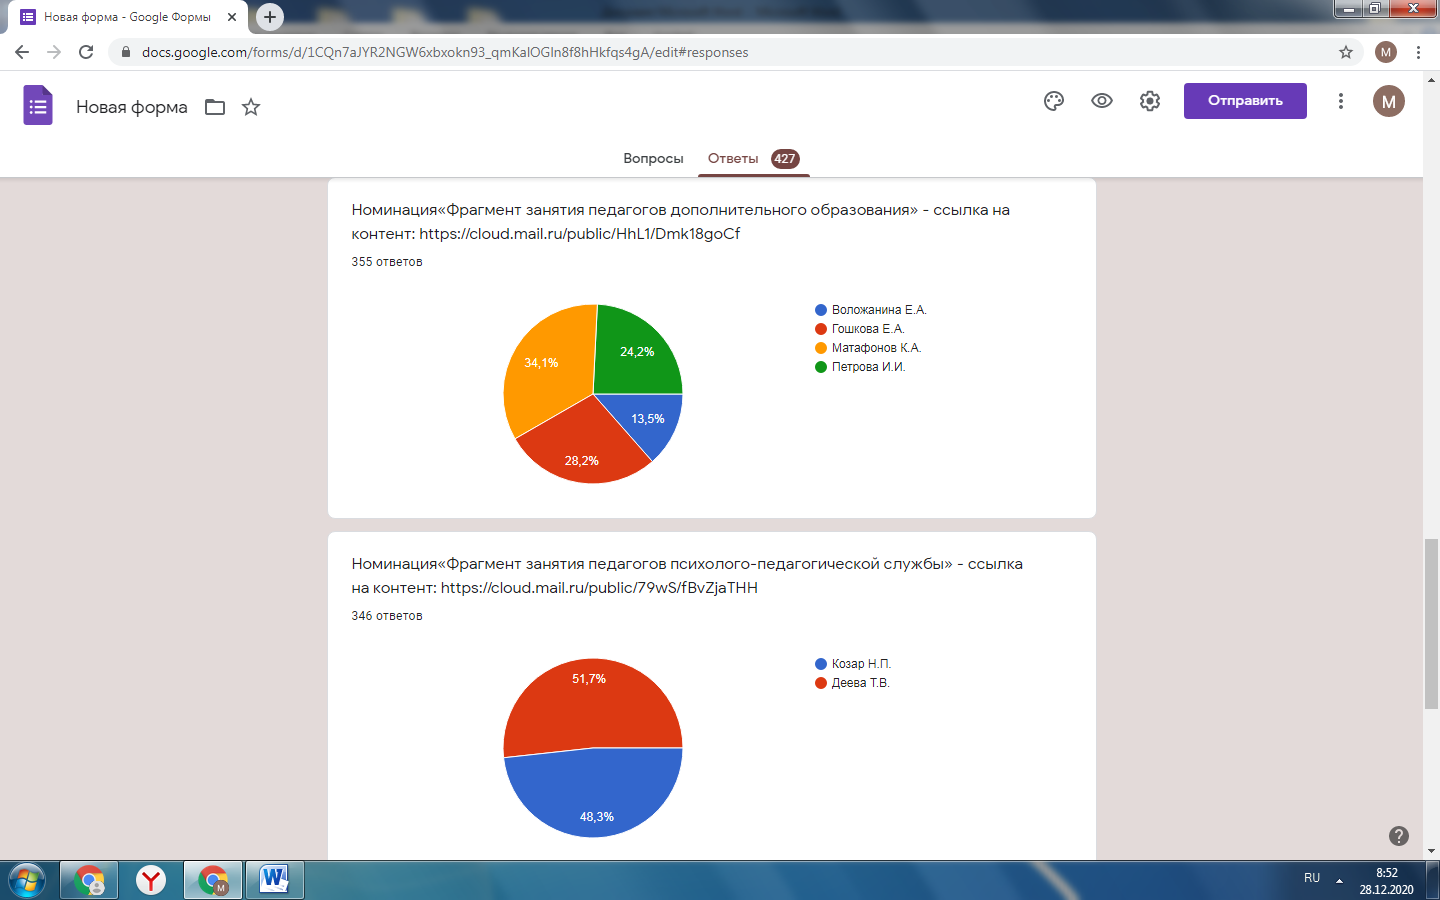 Новая форма - Google Формы
docs.google.com/forms/d/1CQn7aJYR2NGW6xbxokn93_qmKalOGln8f8hHkfqs4gA/edit#responses
M
Новая форма
Отправить
M
Вопросы
Ответы 427
Номинация«Фрагмент занятия педагогов дополнительного образования» - ссылка на
контент: https://cloud.mail.ru/public/HhL1/Dmk18goCf
355 ответов
Воложанина Е.А.
Гошкова Е.А.
Матафонов К.А.
Петрова И.И.
34,1%
24,2%
13,5%
28,2%
Номинация«Фрагмент занятия педагогов психолого-педагогической службы» - ссылка
на контент: https://cloud.mail.ru/public/79wS/fBvZjaTHH
346 ответов
Козар Н.П.
Деева Т.В.
51,7%
48,3%
RU
8:52
28.12.2020